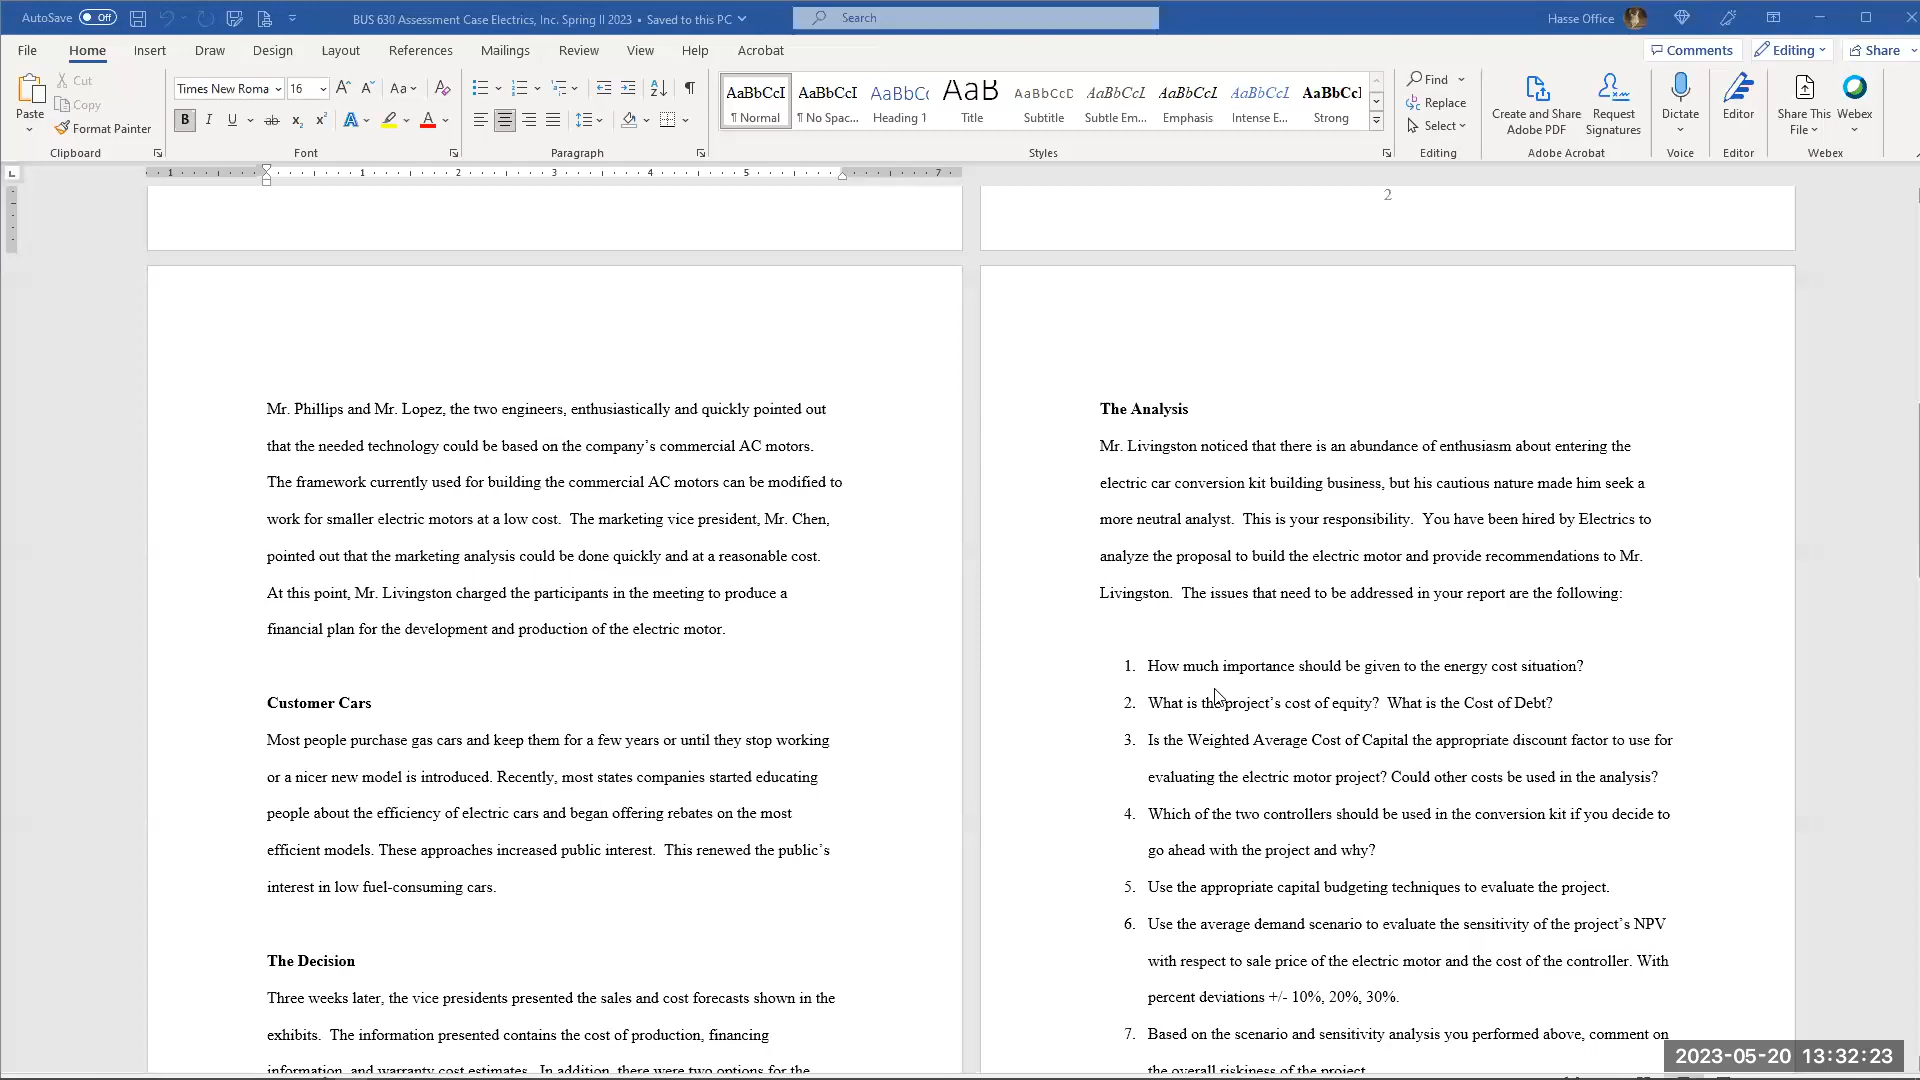 AutoSave Off BUS 630 Assessment Case Electrics, Inc. Spring II 2023 • Saved to this PC Search Hasse Office
File Home Insert Draw Design Layout References Mailings Review View Help Acrobat Comments Editing Share
Paste
Cut
Copy
Format Painter
Clipboard
Times New Roma 16
Font
Paragraph
AaBbCcI AaBbCcI AaBbCc AaB AaBbCcD AaBbCcL AaBbCcL AaBbCcL AaBbCcI
¶ Normal ¶ No Spac... Heading 1 Title Subtitle Subtle Em... Emphasis Intense E... Strong
Styles
Find
Replace
Select
Editing
Create and Share Adobe PDF
Request Signatures
Adobe Acrobat
Dictate
Voice
Editor
Editor
Share This File
Webex
Webex
1 1 2 3 4 5 7
2
Mr. Phillips and Mr. Lopez, the two engineers, enthusiastically and quickly pointed out
that the needed technology could be based on the company's commercial AC motors.
The framework currently used for building the commercial AC motors can be modified to
work for smaller electric motors at a low cost.  The marketing vice president, Mr. Chen,
pointed out that the marketing analysis could be done quickly and at a reasonable cost.
At this point, Mr. Livingston charged the participants in the meeting to produce a
financial plan for the development and production of the electric motor.
Customer Cars
Most people purchase gas cars and keep them for a few years or until they stop working
or a nicer new model is introduced. Recently, most states companies started educating
people about the efficiency of electric cars and began offering rebates on the most
efficient models. These approaches increased public interest.  This renewed the public's
interest in low fuel-consuming cars.
The Decision
Three weeks later, the vice presidents presented the sales and cost forecasts shown in the
exhibits.  The information presented contains the cost of production, financing
information, and warranty cost estimates.  In addition, there were two options for the
The Analysis
Mr. Livingston noticed that there is an abundance of enthusiasm about entering the
electric car conversion kit building business, but his cautious nature made him seek a
more neutral analyst.  This is your responsibility.  You have been hired by Electrics to
analyze the proposal to build the electric motor and provide recommendations to Mr.
Livingston.  The issues that need to be addressed in your report are the following:
1. How much importance should be given to the energy cost situation?
2. What is the project's cost of equity?  What is the Cost of Debt?
3. Is the Weighted Average Cost of Capital the appropriate discount factor to use for
evaluating the electric motor project? Could other costs be used in the analysis?
4. Which of the two controllers should be used in the conversion kit if you decide to
go ahead with the project and why?
5. Use the appropriate capital budgeting techniques to evaluate the project.
6. Use the average demand scenario to evaluate the sensitivity of the project's NPV
with respect to sale price of the electric motor and the cost of the controller. With
percent deviations +/- 10%, 20%, 30%.
7. Based on the scenario and sensitivity analysis you performed above, comment on
the overall riskiness of the project.
2023-05-20 13:32:23